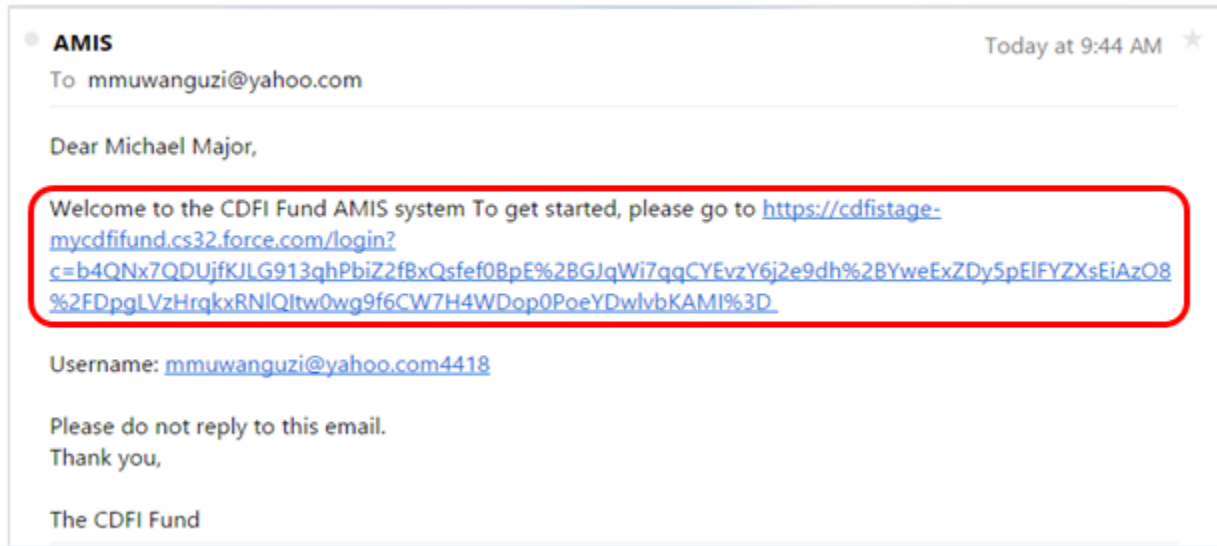 AMIS
Today at 9:44 AM
To mmuwanguzi@yahoo.com
Dear Michael Major,
Welcome to the CDFI Fund AMIS system To get started, please go to https://cdfistage-
mycdfifund.cs32.force.com/login?
c=b4QNx7QDUjfKJLG913qhPbiZ2fBxQsfef0BpE%2BGJqWi7qqCYEvzY6j2e9dh%2BYweExZDy5pElFYZXsEiAzO8
%2FDpgLVzHrqkxRNlQItw0wg9f6CW7H4WDop0PoeYDwlvbKAMI%3D
Username: mmuwanguzi@yahoo.com4418
Please do not reply to this email.
Thank you,
The CDFI Fund